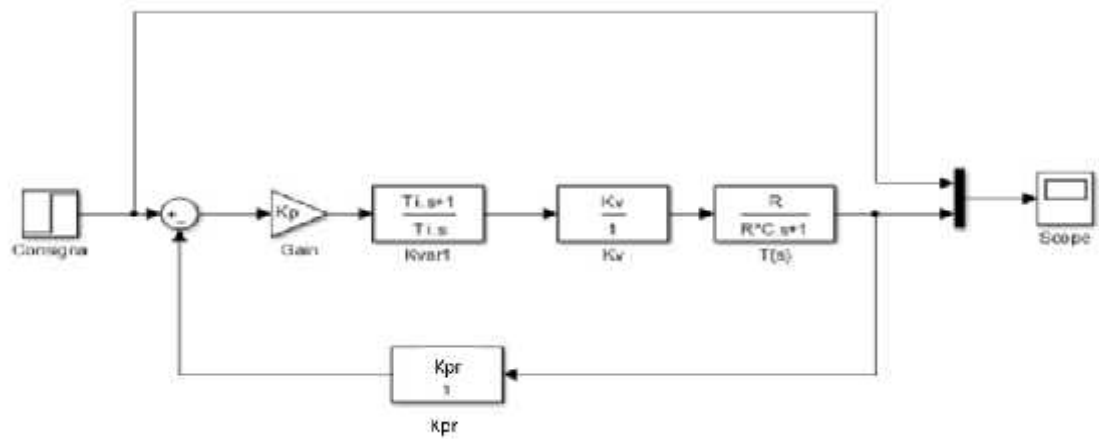 Consigna
+
-
Kp
Gain
Ti.s+1
Ti.s
Kvar1
Kv
1
Kv
R
R*C.s+1
T(s)
Scope
Kpr
1
Kpr